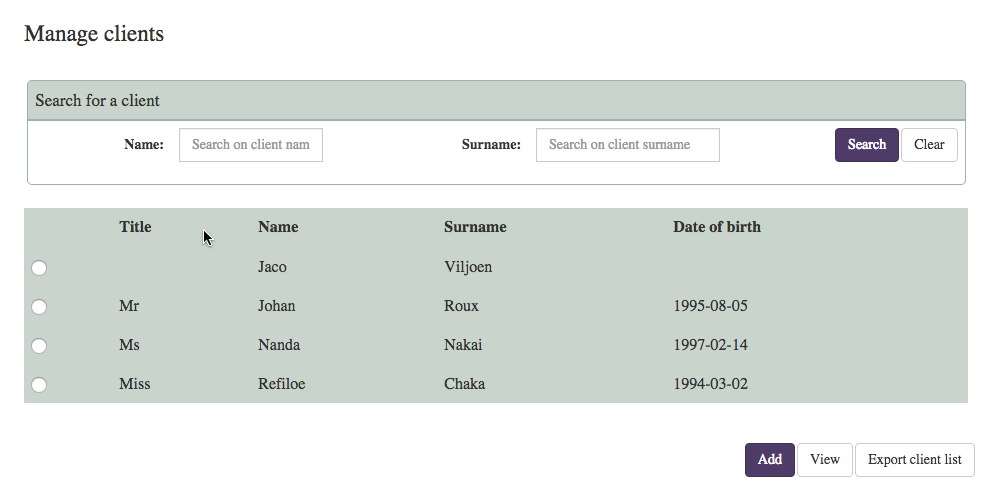 Manage clients
Search for a client
Name: Search on client nam Surname: Search on client surname Search Clear
Title Name Surname Date of birth
Jaco Viljoen
Mr Johan Roux 1995-08-05
Ms Nanda Nakai 1997-02-14
Miss Refiloe Chaka 1994-03-02
Add View Export client list